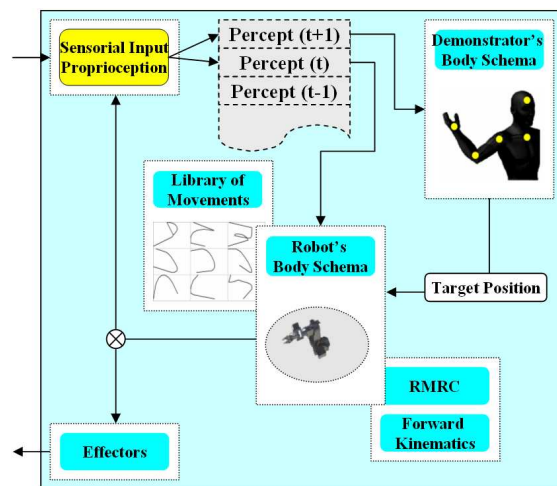 Sensorial Input
Proprioception
Percept (t+1)
Percept (t)
Percept (t-1)
Demonstrator's
Body Schema
Library of
Movements
Robot's
Body Schema
Target Position
RMRC
Forward
Kinematics
Effectors